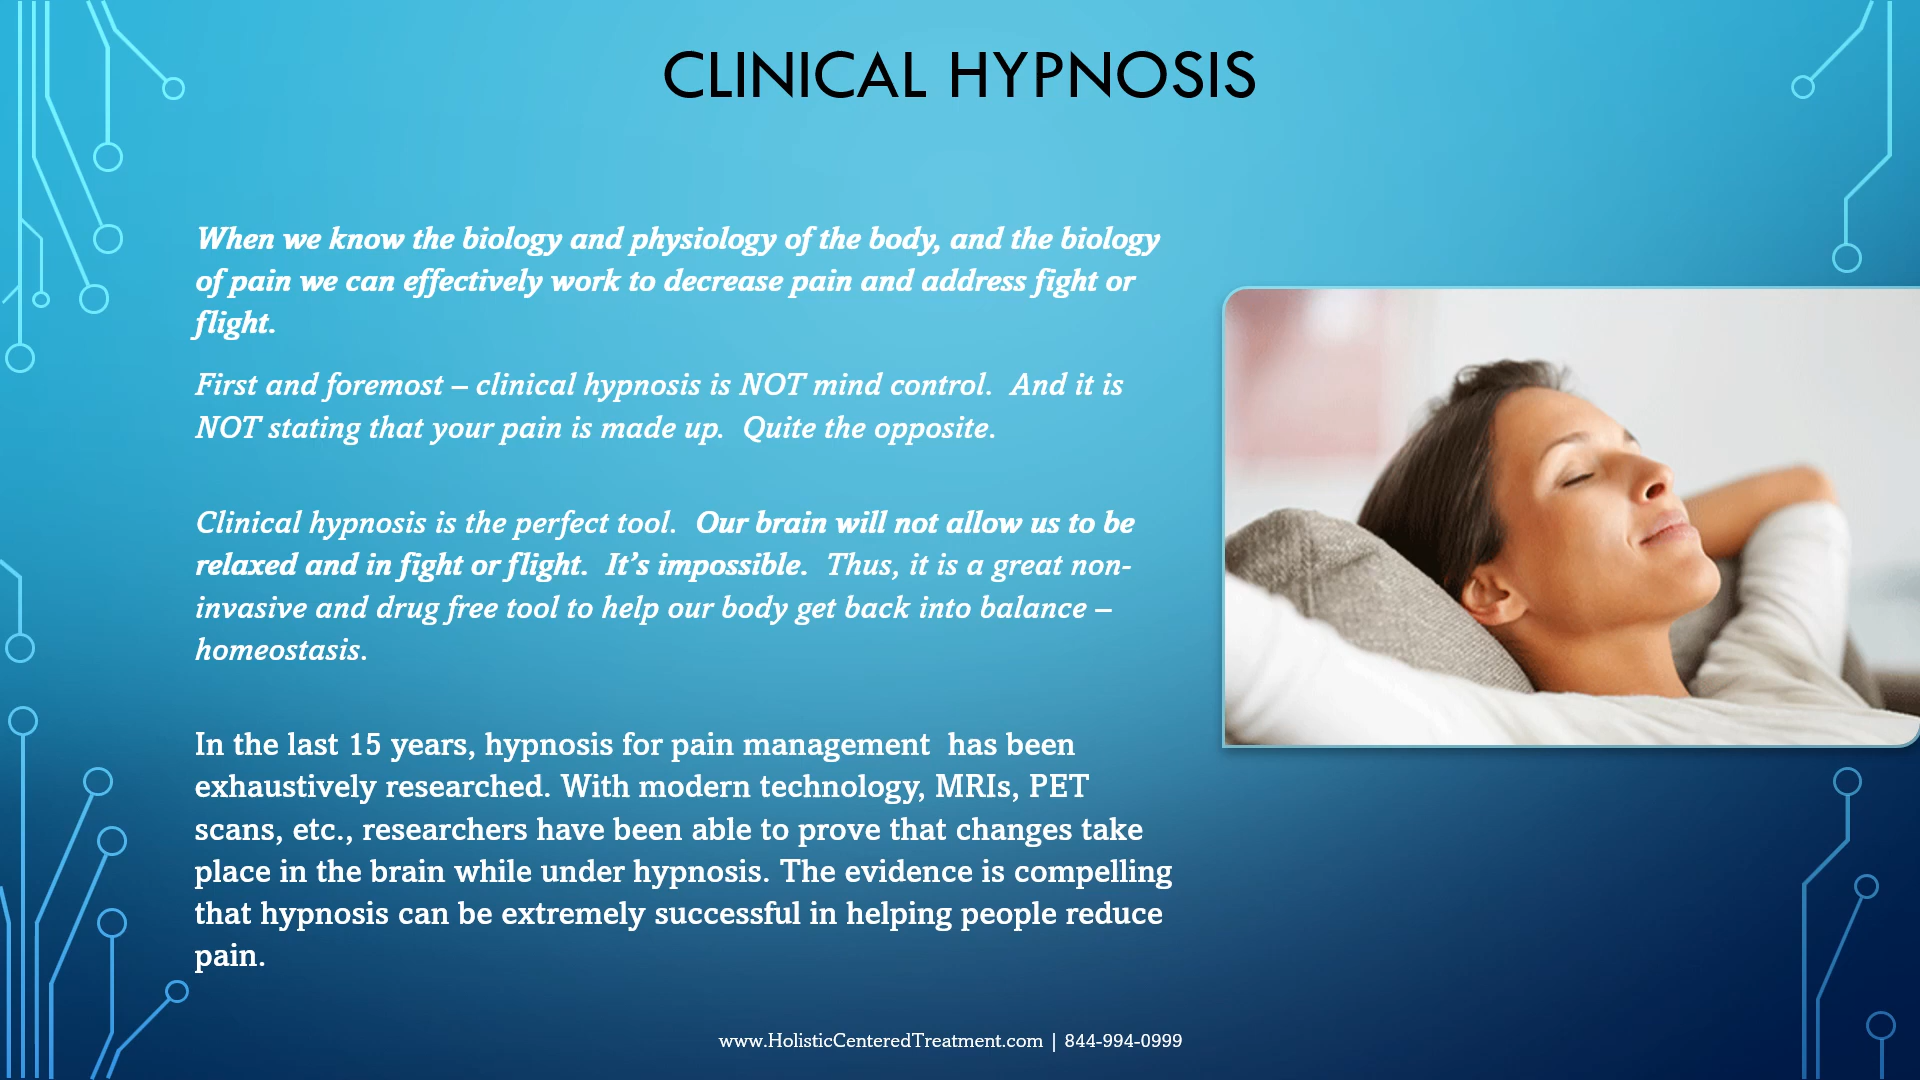 CLINICAL HYPNOSIS
When we know the biology and physiology of the body, and the biology
of pain we can effectively work to decrease pain and address fight or
flight.
First and foremost – clinical hypnosis is NOT mind control.  And it is
NOT stating that your pain is made up.  Quite the opposite.
Clinical hypnosis is the perfect tool.  Our brain will not allow us to be
relaxed and in fight or flight.  It’s impossible.  Thus, it is a great non-
invasive and drug free tool to help our body get back into balance –
homeostasis.
In the last 15 years, hypnosis for pain management  has been
exhaustively researched. With modern technology, MRIs, PET
scans, etc., researchers have been able to prove that changes take
place in the brain while under hypnosis. The evidence is compelling
that hypnosis can be extremely successful in helping people reduce
pain.
www.HolisticCenteredTreatment.com | 844-994-0999